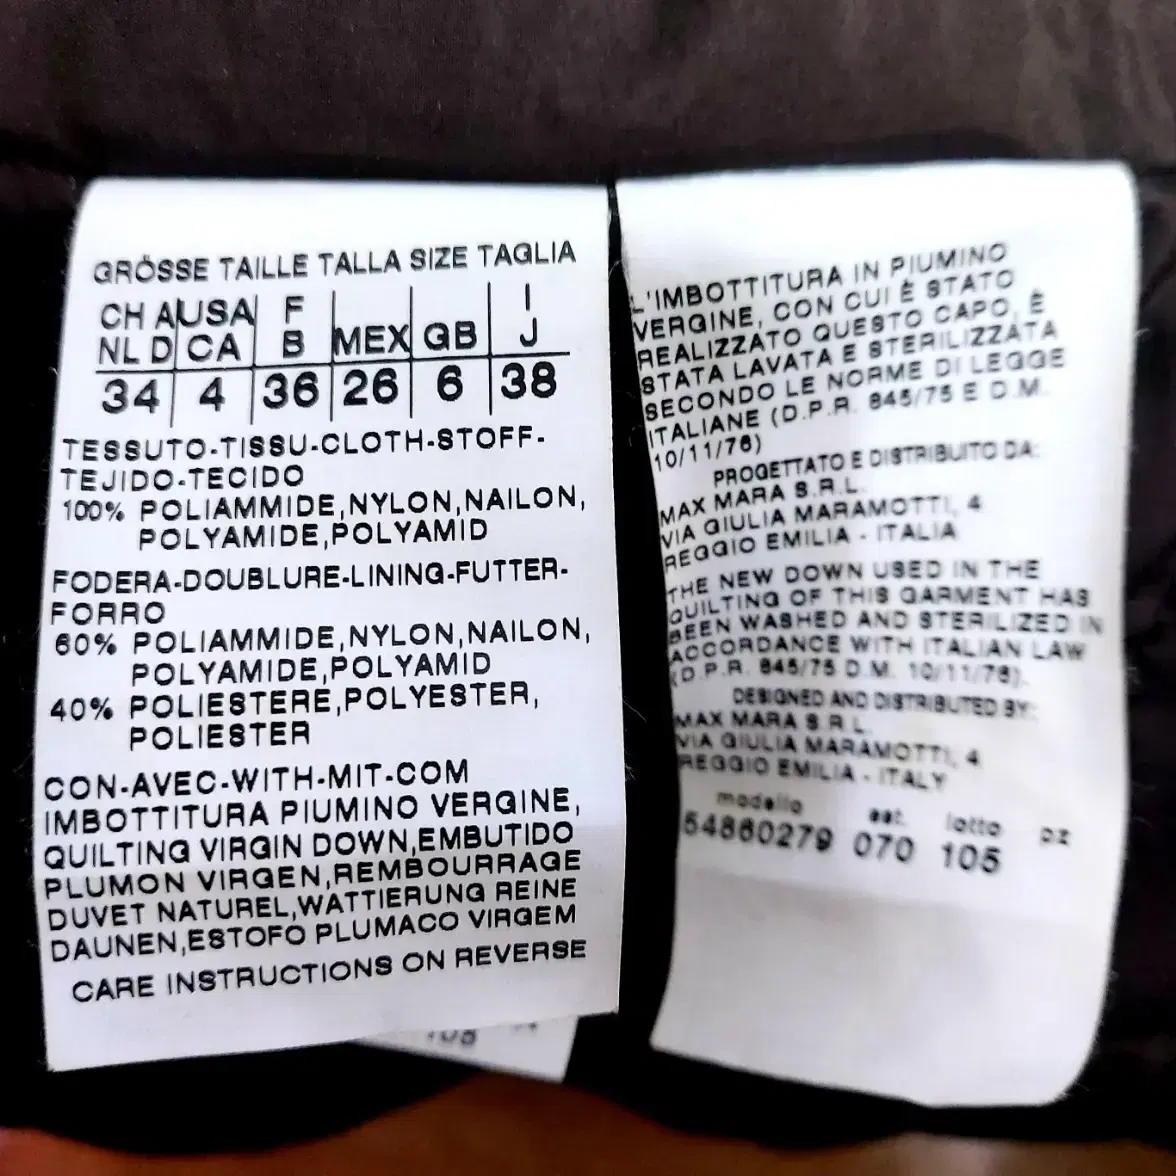 GRÖSSE TAILLE TALLA SIZE TAGLIA
CH A USA F I
NL D CA B MEX GB J
34 4 36 26 6 38
TESSUTO-TISSU-CLOTH-STOFF-
TEJIDO-TECIDO
100% POLIAMMIDE,NYLON,NAILON,
POLYAMIDE,POLYAMID
FODERA-DOUBLURE-LINING-FUTTER-
FORRO
60% POLIAMMIDE,NYLON,NAILON,
POLYAMIDE,POLYAMID
40% POLIESTERE,POLYESTER,
POLIESTER
CON-AVEC-WITH-MIT-COM
IMBOTTITURA PIUMINO VERGINE,
QUILTING VIRGIN DOWN,EMBUTIDO
PLUMON VIRGEN,REMBOURRAGE
DUVET NATUREL,WATTIERUNG REINE
DAUNEN,ESTOFO PLUMACO VIRGEM
CARE INSTRUCTIONS ON REVERSE
105
L'IMBOTTITURA IN PIUMINO
VERGINE, CON CUI È STATO
REALIZZATO QUESTO CAPO, È
STATA LAVATA E STERILIZZATA
SECONDO LE NORME DI LEGGE
ITALIANE (D.P.R. 845/75 E D.M.
10/11/76)
PROGETTATO E DISTRIBUITO DA:
MAX MARA S.R.L.
VIA GIULIA MARAMOTTI, 4
REGGIO EMILIA - ITALIA
THE NEW DOWN USED IN THE
QUILTING OF THIS GARMENT HAS
BEEN WASHED AND STERILIZED IN
ACCORDANCE WITH ITALIAN LAW
(D.P.R. 845/75 D.M. 10/11/76).
DESIGNED AND DISTRIBUTED BY:
MAX MARA S.R.L.
VIA GIULIA MARAMOTTI, 4
REGGIO EMILIA - ITALY
modello est. lotto pz
54860279 070 105